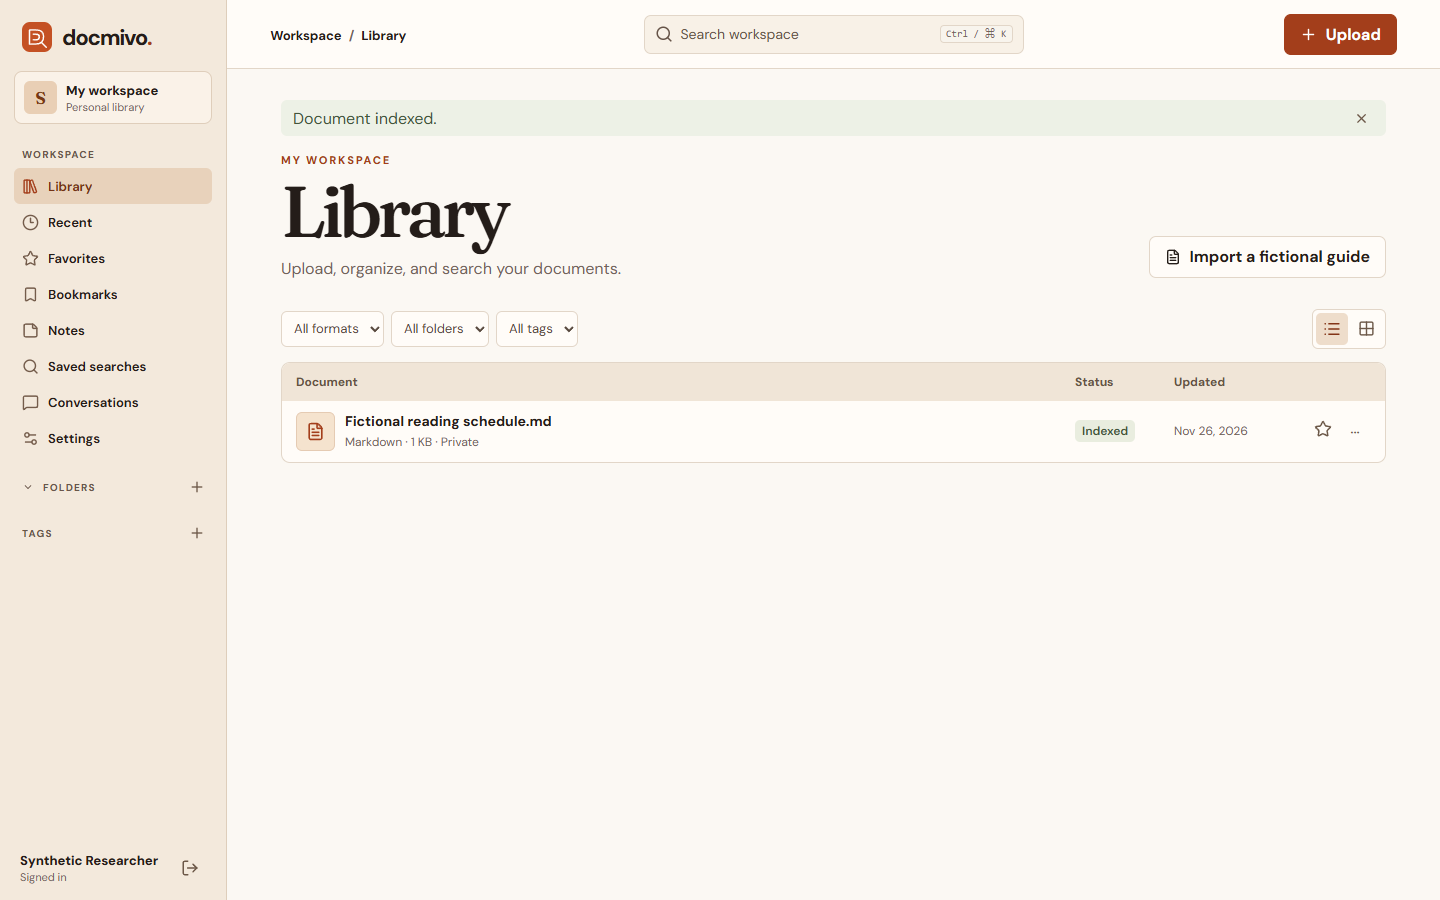 docmivo.
Workspace / Library
Search workspace
Ctrl / ⌘ K
Upload
S
My workspace
Personal library
WORKSPACE
Library
Recent
Favorites
Bookmarks
Notes
Saved searches
Conversations
Settings
FOLDERS
TAGS
Synthetic Researcher
Signed in
Document indexed.
MY WORKSPACE
Library
Upload, organize, and search your documents.
Import a fictional guide
All formats
All folders
All tags
Document
Status
Updated
Fictional reading schedule.md
Markdown · 1 KB · Private
Indexed
Nov 26, 2026
...